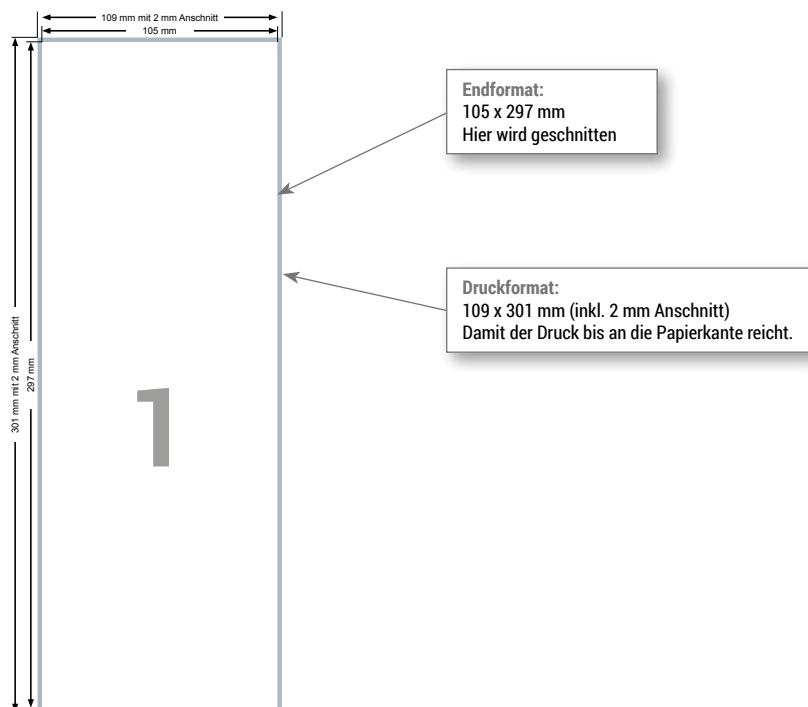 109 mm mit 2 mm Anschnitt
105 mm
Endformat:
105 x 297 mm
Hier wird geschnitten
Druckformat:
109 x 301 mm (inkl. 2 mm Anschnitt)
Damit der Druck bis an die Papierkante reicht.
301 mm mit 2 mm Anschnitt
297 mm
1